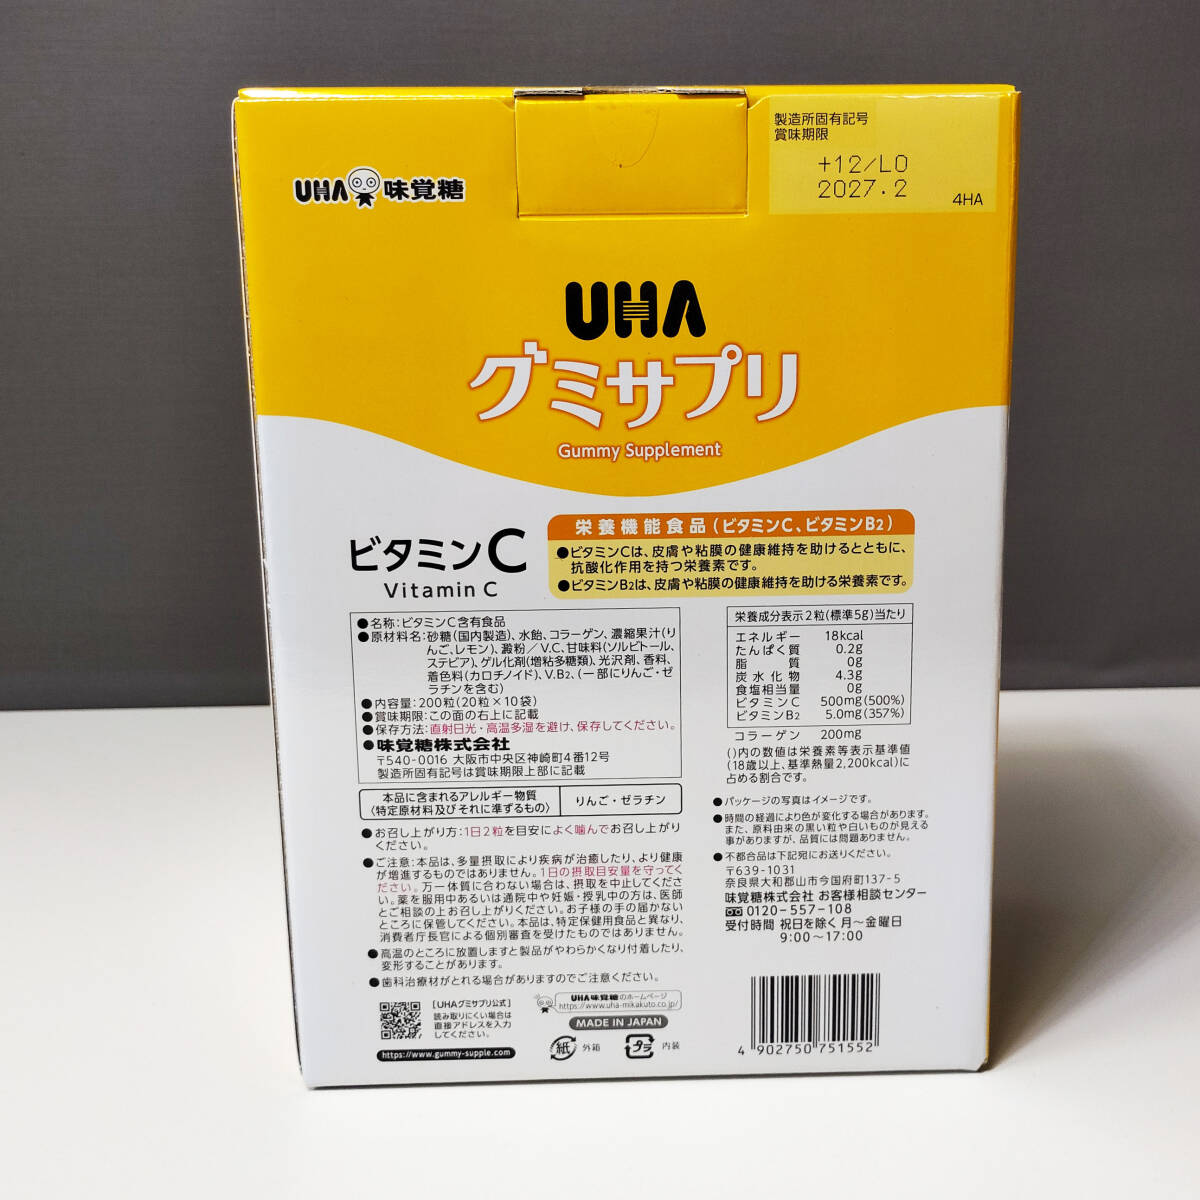 製造所固有記号
賞味期限
+12/LO
2027.2
4HA
UHA 味覚糖
UHA
グミサプリ
Gummy Supplement
ビタミンC
Vitamin C
栄養機能食品(ビタミンC、ビタミンB2)
●ビタミンCは、皮膚や粘膜の健康維持を助けるとともに、
抗酸化作用を持つ栄養素です。
●ビタミンB2は、皮膚や粘膜の健康維持を助ける栄養素です。
●名称:ビタミンC含有食品
●原材料名:砂糖(国内製造)、水飴、コラーゲン、濃縮果汁(り
んご、レモン)、澱粉/V.C、甘味料(ソルビトール、
ステビア)、ゲル化剤(増粘多糖類)、光沢剤、香料、
着色料(カロチノイド)、V.B2、(一部にりんご・ゼ
ラチンを含む)
●内容量:200粒(20粒×10袋)
●賞味期限:この面の右上に記載
●保存方法:直射日光・高温多湿を避け、保存してください。
●味覚糖株式会社
〒540-0016 大阪市中央区神崎町4番12号
製造所固有記号は賞味期限上部に記載
本品に含まれるアレルギー物質
〈特定原材料及びそれに準ずるもの〉
りんご・ゼラチン
●お召し上がり方:1日2粒を目安によく噛んでお召し上がり
ください。
●ご注意:本品は、多量摂取により疾病が治癒したり、より健康
が増進するものではありません。1日の摂取目安量を守ってく
ださい。万一体質に合わない場合は、摂取を中止してくださ
い。薬を服用中あるいは通院中や妊娠・授乳中の方は、医師
とご相談の上お召し上がりください。お子様の手の届かない
ところに保管してください。本品は、特定保健用食品と異なり、
消費者庁長官による個別審査を受けたものではありません。
●高温のところに放置しますと製品がやわらかくなり付着したり、
変形することがあります。
●歯科治療材がとれる場合がありますのでご注意ください。
[UHAグミサプリ公式]
読み取りにくい場合は
直接アドレスを入力
してください。
https://www.gummy-supple.com
UHA味覚糖のホームページ
https://www.uha-mikakuto.co.jp/
MADE IN JAPAN
紙 外箱
プラ 内装
栄養成分表示2粒(標準5g)当たり
エネルギー 18kcal
たんぱく質 0.2g
脂質 0g
炭水化物 4.3g
食塩相当量 0g
ビタミンC 500mg(500%)
ビタミンB2 5.0mg(357%)
コラーゲン 200mg
()内の数値は栄養素等表示基準値
(18歳以上、基準熱量2,200kcal)に
占める割合です。
●パッケージの写真はイメージです。
●時間の経過により色が変化する場合があります。
また、原料由来の黒い粒や白いものが見える
事がありますが、品質には問題ありません。
●不都合品は下記宛にお送りください。
〒639-1031
奈良県大和郡山市今国府町137-5
味覚糖株式会社 お客様相談センター
0120-557-108
受付時間 祝日を除く月〜金曜日
9:00〜17:00
4 902750 751552